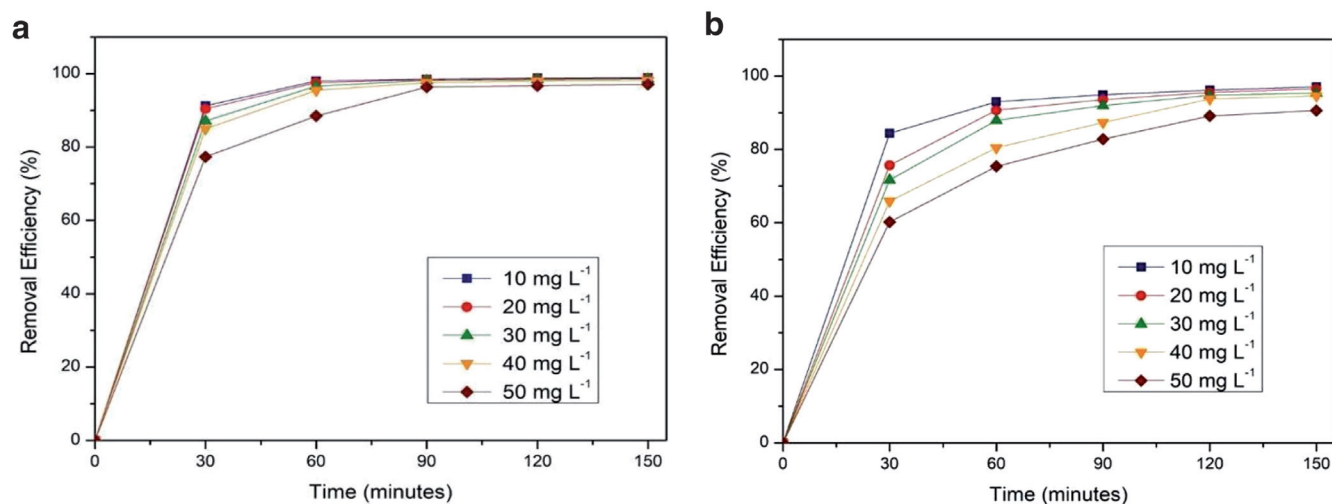 a
Removal Efficiency (%)
100
80
60
40
20
0
0 30 60 90 120 150
Time (minutes)
10 mg L-1
20 mg L-1
30 mg L-1
40 mg L-1
50 mg L-1
b
Removal Efficiency (%)
100
80
60
40
20
0
0 30 60 90 120 150
Time (minutes)
10 mg L-1
20 mg L-1
30 mg L-1
40 mg L-1
50 mg L-1